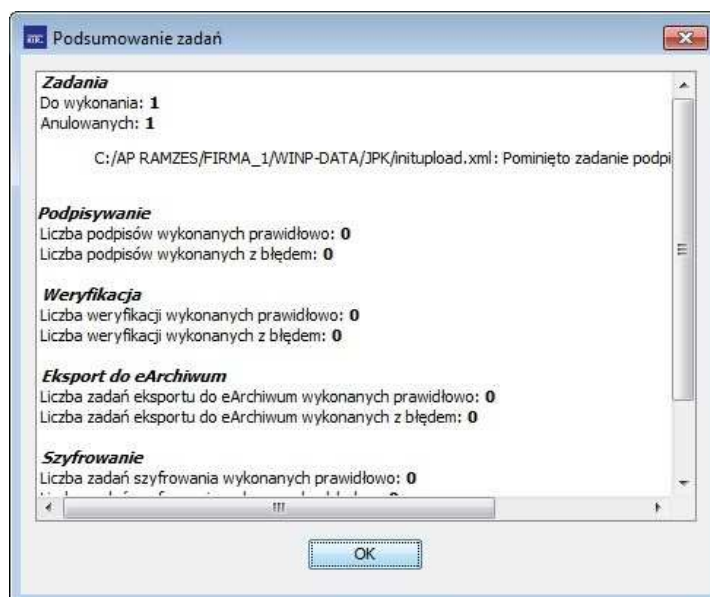 Podsumowanie zadań
Zadania
Do wykonania: 1
Anulowanych: 1
C:/AP RAMZES/FIRMA_1/WINP-DATA/JPK/initupload.xml: Pominięto zadanie podpi
Podpisywanie
Liczba podpisów wykonanych prawidłowo: 0
Liczba podpisów wykonanych z błędem: 0
Weryfikacja
Liczba weryfikacji wykonanych prawidłowo: 0
Liczba weryfikacji wykonanych z błędem: 0
Eksport do eArchiwum
Liczba zadań eksportu do eArchiwum wykonanych prawidłowo: 0
Liczba zadań eksportu do eArchiwum wykonanych z błędem: 0
Szyfrowanie
Liczba zadań szyfrowania wykonanych prawidłowo: 0
OK